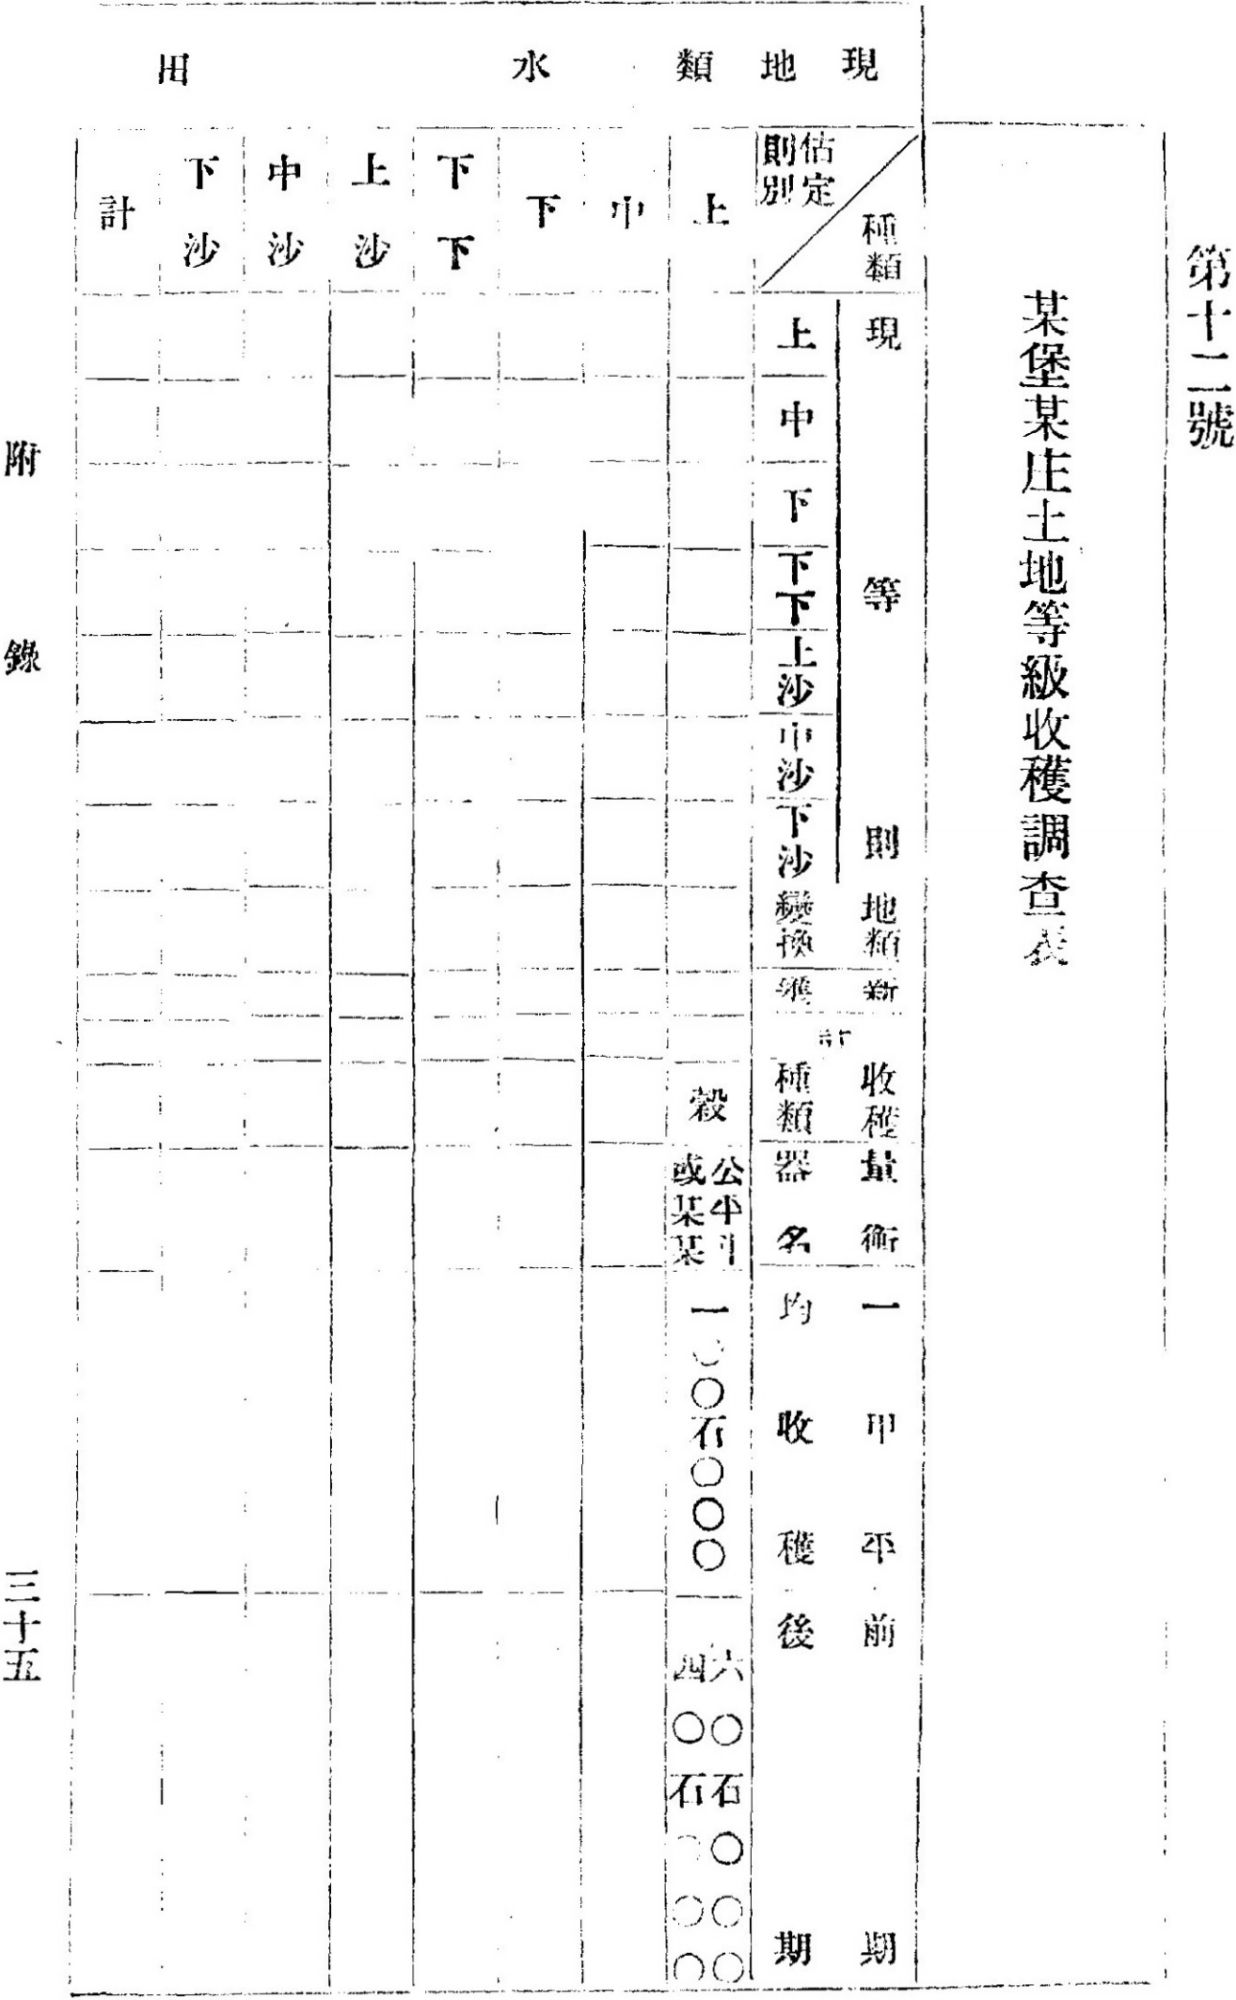 第十二號
某堡某庄土地等級收穫調査表
現地類
水田
種類
估定則別
現等則
上
中
下
下下
上沙
中沙
下沙
地類變換
新
計
收穫種類
量衡器名
一甲平均收穫
前期
後期
上
穀
公平斗
或某某
一〇〇石〇〇〇
六〇石〇〇〇
四〇石〇〇〇
中
下
下下
上沙
中沙
下沙
計
附錄
三十五